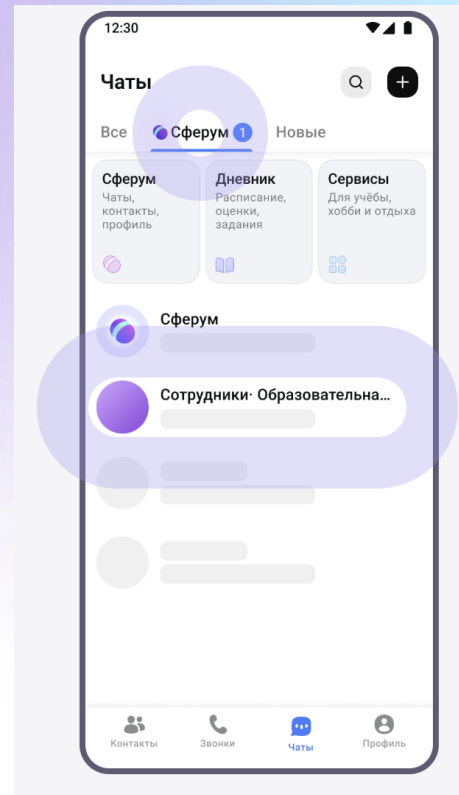 12:30
Чаты
Все Сферум 1 Новые
Сферум
Чаты,
контакты,
профиль
Дневник
Расписание,
оценки,
задания
Сервисы
Для учёбы,
хобби и отдыха
Сферум
Сотрудники· Образовательна...
Контакты Звонки Чаты Профиль